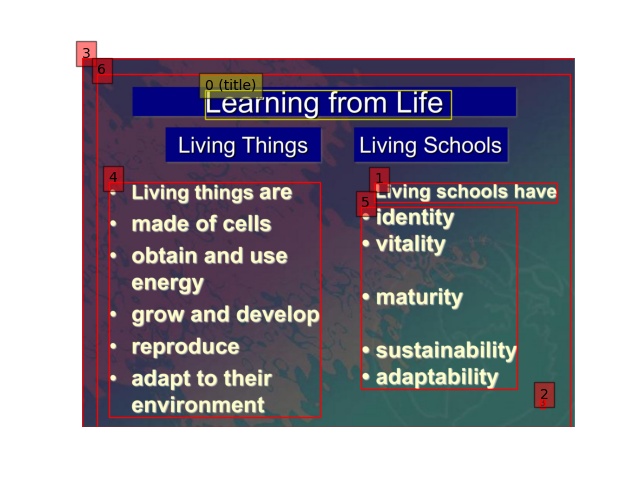 3
6
0 (title)
Learning from Life
Living Things
Living Schools
4
• Living things are
• made of cells
• obtain and use
energy
• grow and develop
• reproduce
• adapt to their
environment
1
Living schools have
5
• identity
• vitality
• maturity
• sustainability
• adaptability
2